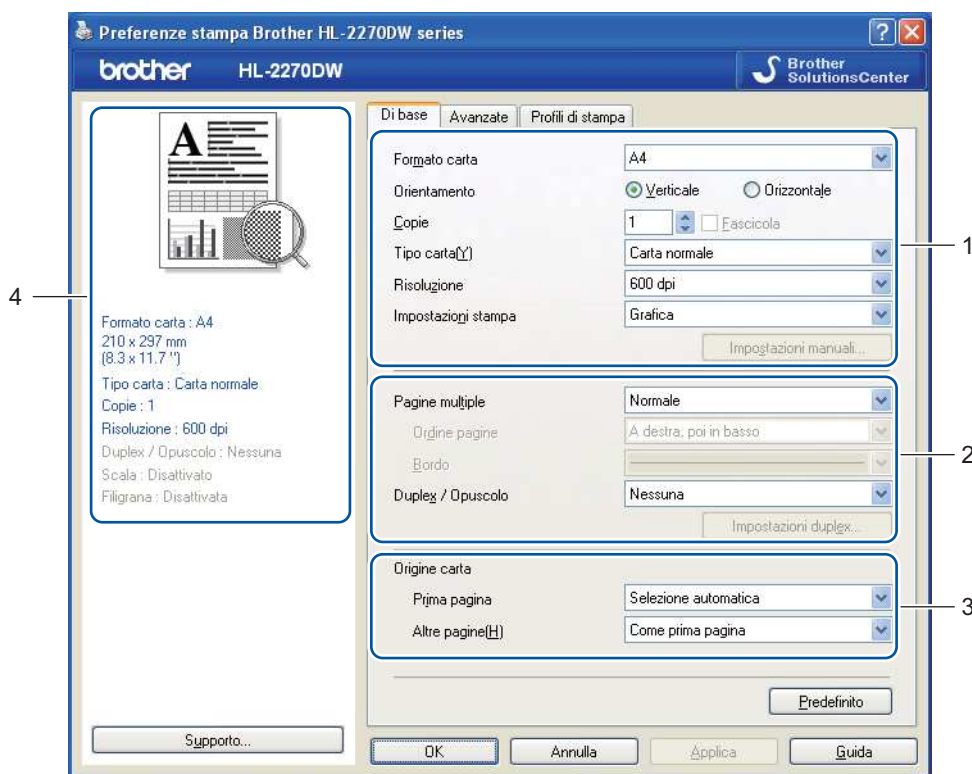 Preferenze stampa Brother HL-2270DW series
brother HL-2270DW
Brother
SolutionsCenter
Di base Avanzate Profili di stampa
A
Formato carta A4
Orientamento Verticale Orizzontale
Copie 1 Fascicola
Tipo carta(Y) Carta normale
1
Risoluzione 600 dpi
Impostazioni stampa Grafica
Impostazioni manuali...
4
Formato carta : A4
210 x 297 mm
(8.3 x 11.7 ")
Tipo carta : Carta normale
Copie : 1
Risoluzione : 600 dpi
Duplex / Opuscolo : Nessuna
Scala : Disattivato
Filigrana : Disattivata
Pagine multiple Normale
Ordine pagine A destra, poi in basso
Bordo
2
Duplex / Opuscolo Nessuna
Impostazioni duplex...
Origine carta
Prima pagina Selezione automatica
3
Altre pagine(H) Come prima pagina
Predefinito
Supporto...
OK Annulla Applica Guida